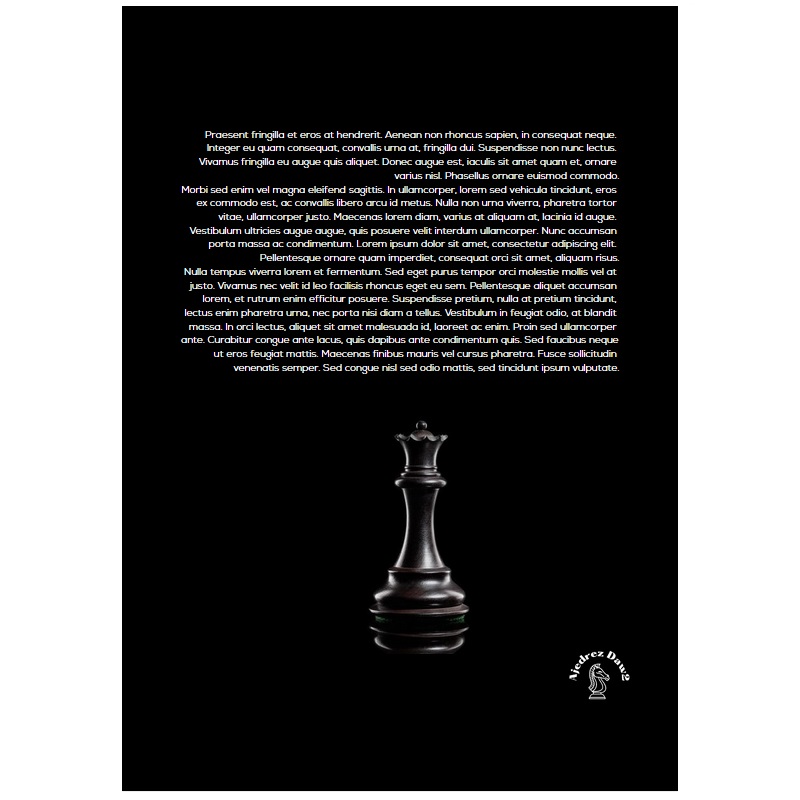 Praesent fringilla et eros at hendrerit. Aenean non rhoncus sapien, in consequat neque.
Integer eu quam consequat, convallis urna at, fringilla dui. Suspendisse non nunc lectus.
Vivamus fringilla eu augue quis aliquet. Donec augue est, iaculis sit amet quam et, ornare
varius nisl. Phasellus ornare euismod commodo.
Morbi sed enim vel magna eleifend sagittis. In ullamcorper, lorem sed vehicula tincidunt, eros
ex commodo est, ac convallis libero arcu id metus. Nulla non urna viverra, pharetra tortor
vitae, ullamcorper justo. Maecenas lorem diam, varius at aliquam at, lacinia id augue.
Vestibulum ultricies augue augue, quis posuere velit interdum ullamcorper. Nunc accumsan
porta massa ac condimentum. Lorem ipsum dolor sit amet, consectetur adipiscing elit.
Pellentesque ornare quam imperdiet, consequat orci sit amet, aliquam risus.
Nulla tempus viverra lorem et fermentum. Sed eget purus tempor orci molestie mollis vel at
justo. Vivamus nec velit id leo facilisis rhoncus eget eu sem. Pellentesque aliquet accumsan
lorem, et rutrum enim efficitur posuere. Suspendisse pretium, nulla at pretium tincidunt,
lectus enim pharetra urna, nec porta nisi diam a tellus. Vestibulum in feugiat odio, at blandit
massa. In orci lectus, aliquet sit amet malesuada id, laoreet ac enim. Proin sed ullamcorper
ante. Curabitur congue ante lacus, quis dapibus ante condimentum quis. Sed faucibus neque
ut eros feugiat mattis. Maecenas finibus mauris vel cursus pharetra. Fusce sollicitudin
venenatis semper. Sed congue nisl sed odio mattis, sed tincidunt ipsum vulputate.
Ajedrez Daw2